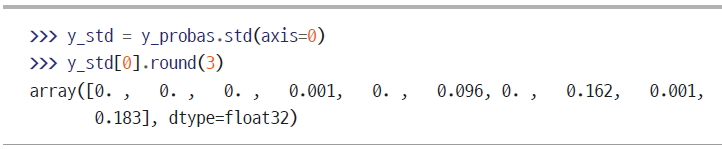 >>> y_std = y_probas.std(axis=0)
>>> y_std[0].round(3)
array([0. ,   0. ,   0. ,   0.001,   0. ,   0.096, 0. ,   0.162,   0.001,
       0.183], dtype=float32)